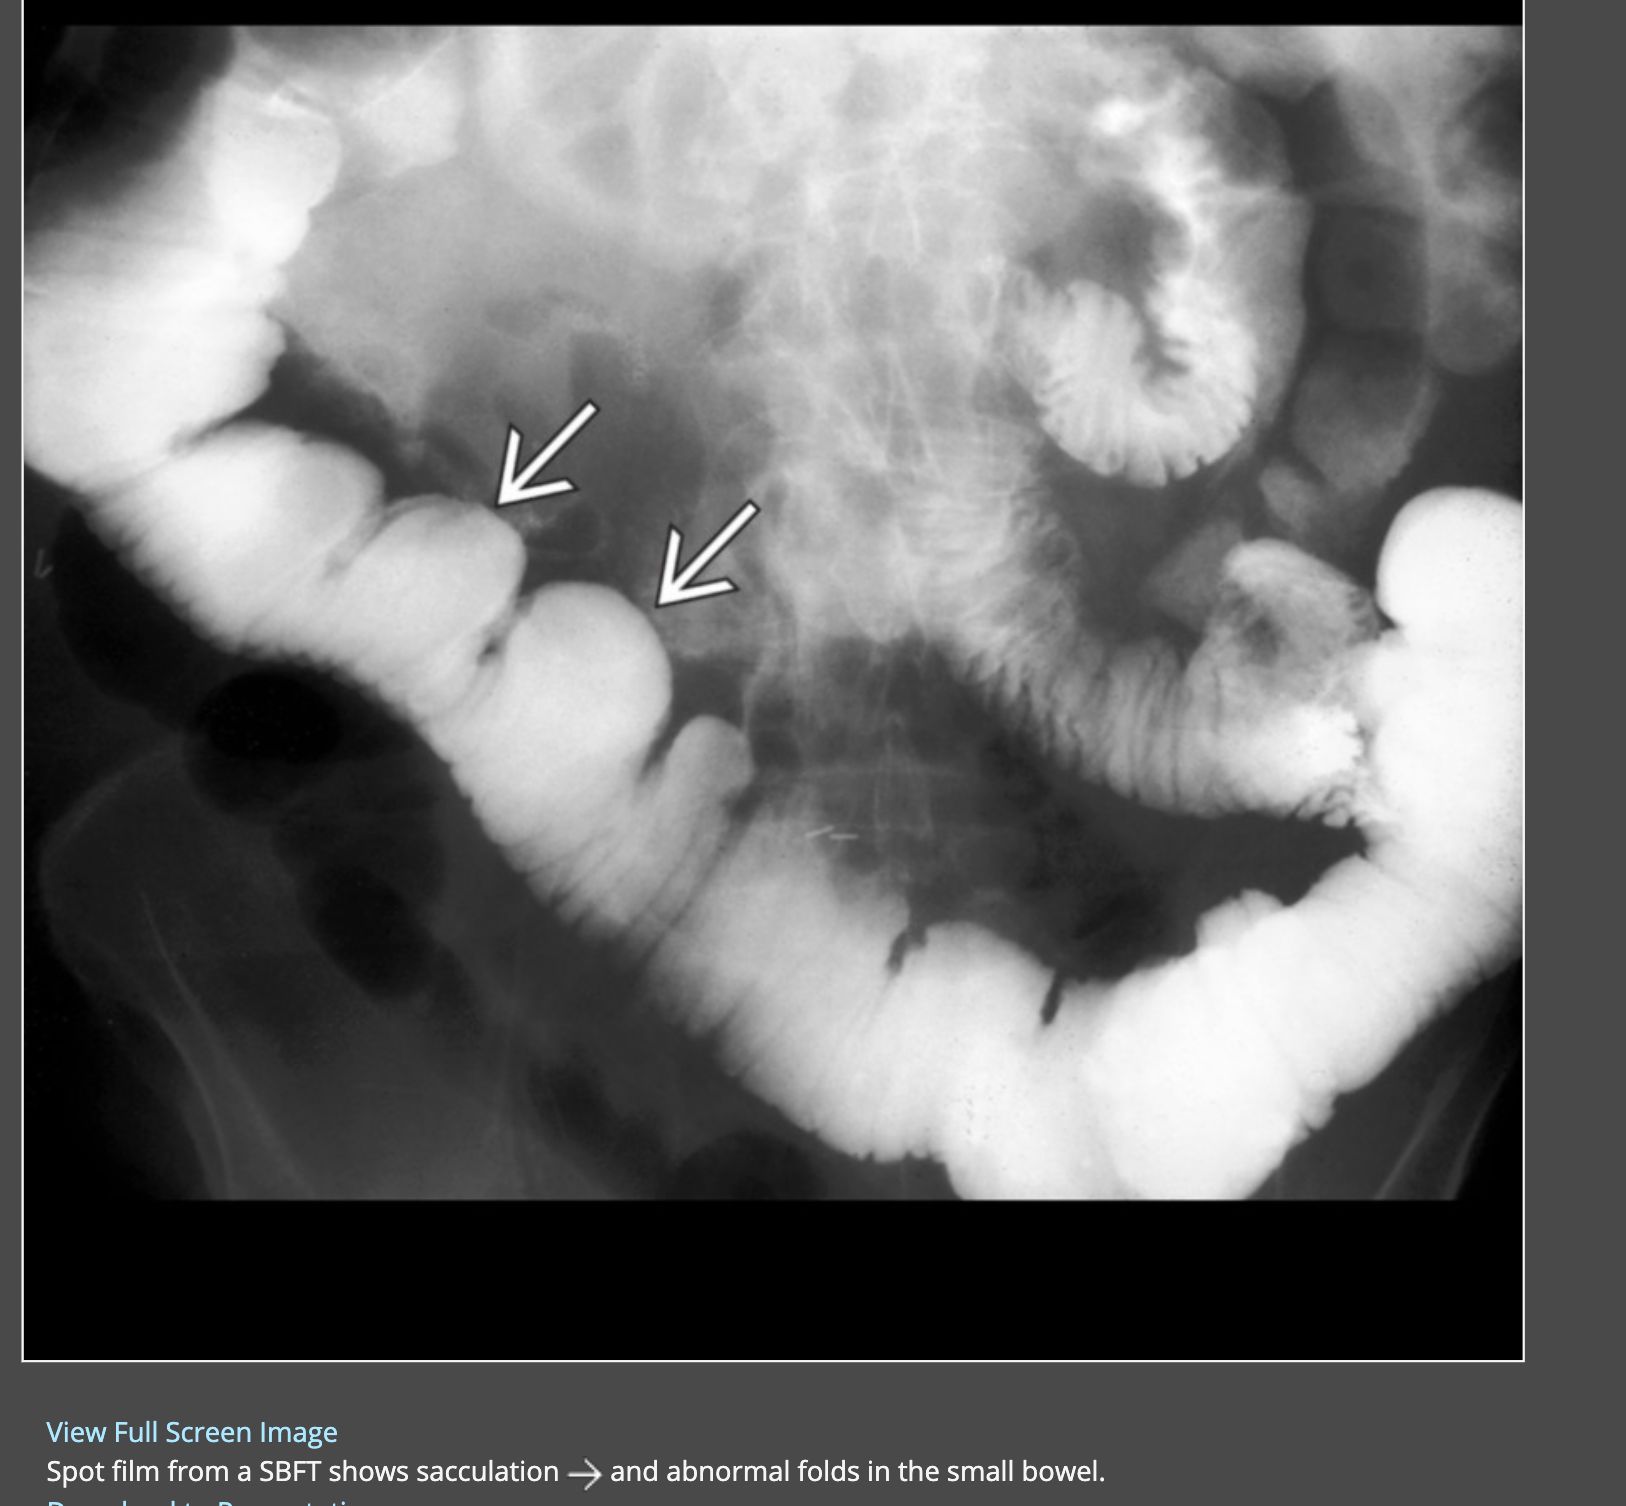 View Full Screen Image
Spot film from a SBFT shows sacculation → and abnormal folds in the small bowel.